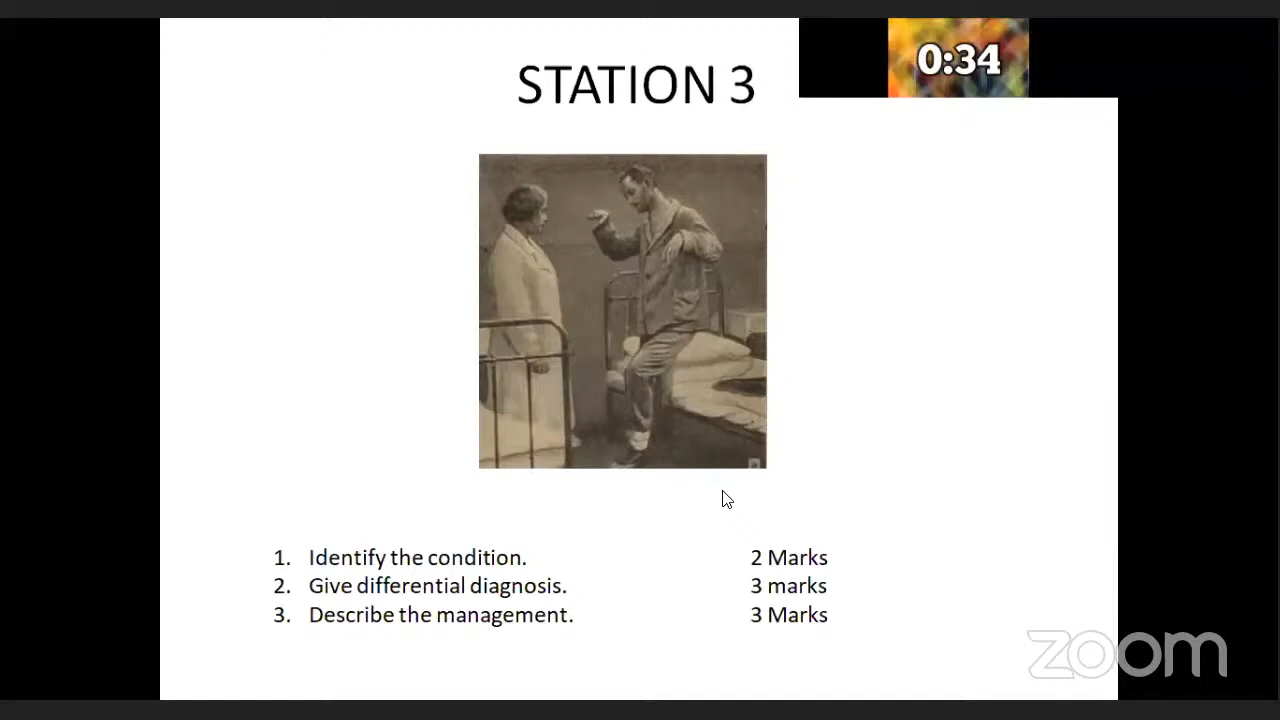 STATION 3
0:34
1. Identify the condition. 2 Marks
2. Give differential diagnosis. 3 marks
3. Describe the management. 3 Marks
zoom